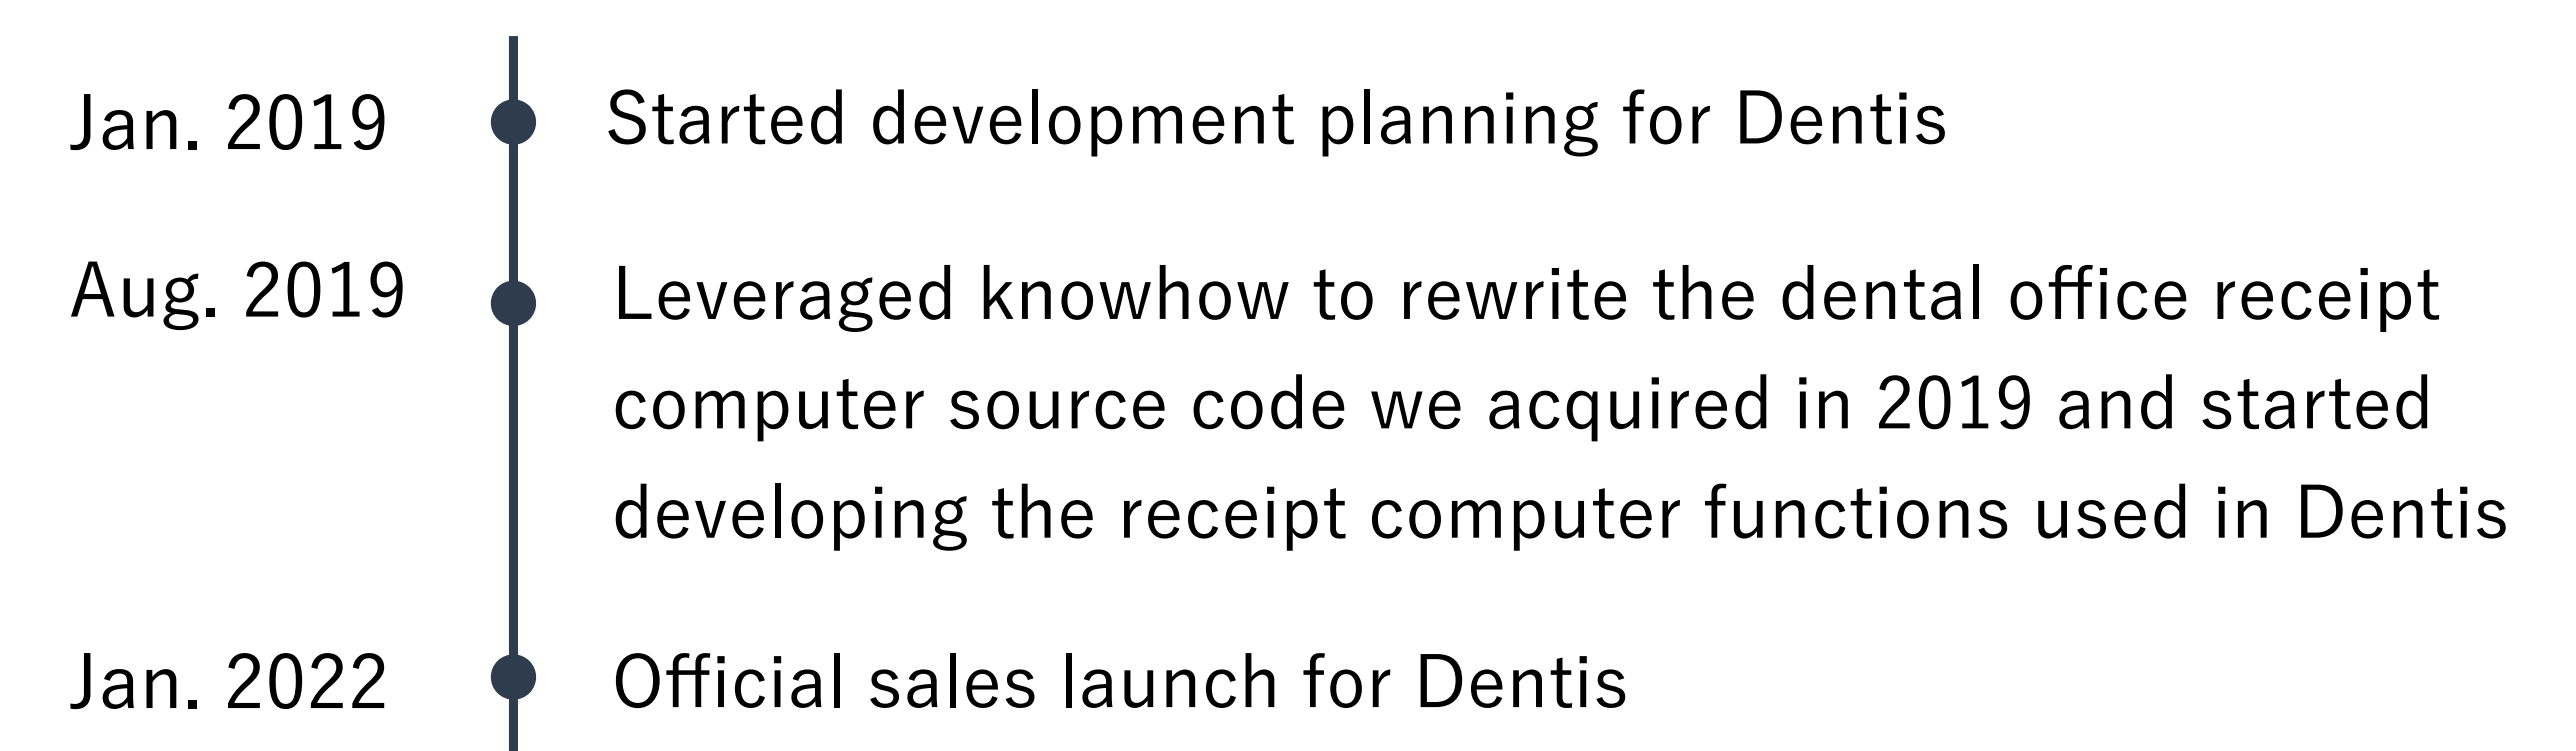 Jan. 2019 Started development planning for Dentis
Aug. 2019 Leveraged knowhow to rewrite the dental office receipt
computer source code we acquired in 2019 and started
developing the receipt computer functions used in Dentis
Jan. 2022 Official sales launch for Dentis